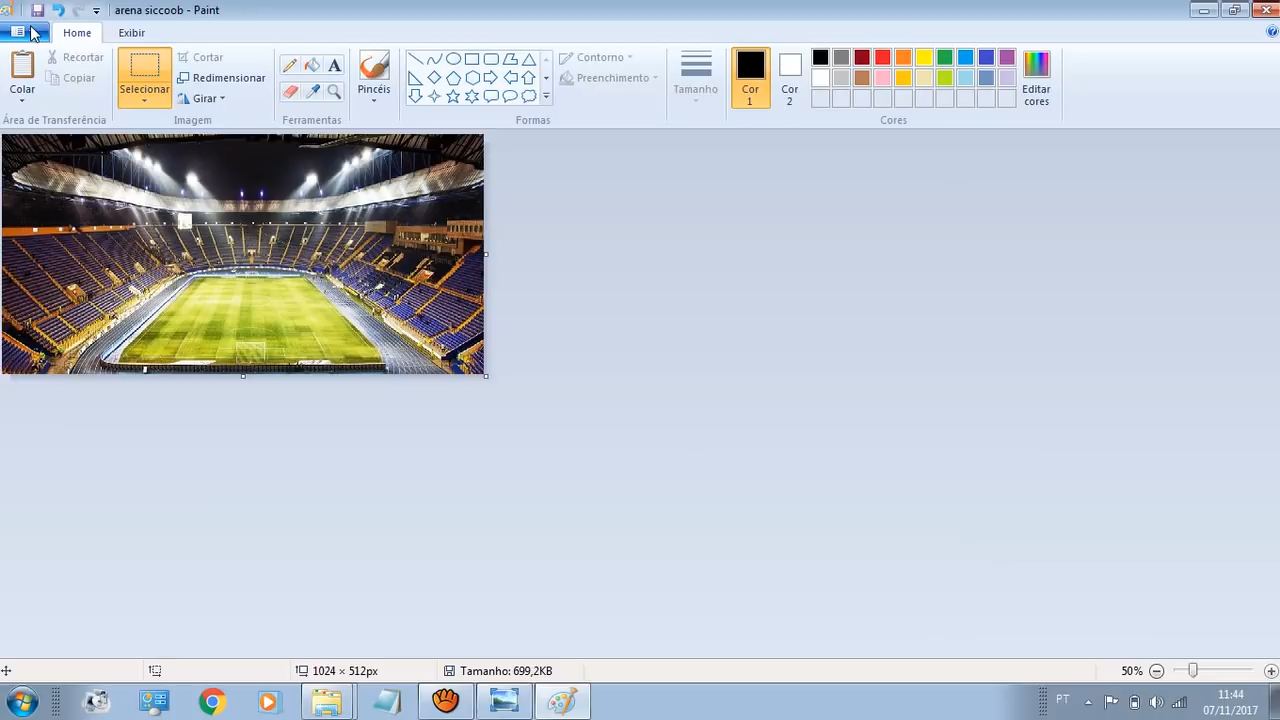 arena siccoob - Paint
Home
Exibir
Colar
Recortar
Copiar
Área de Transferência
Selecionar
Cortar
Redimensionar
Girar
Imagem
A
Ferramentas
Pincéis
Contorno
Preenchimento
Formas
Tamanho
Cor 1
Cor 2
Editar cores
Cores
1024 × 512px
Tamanho: 699,2KB
50%
PT
11:44
07/11/2017